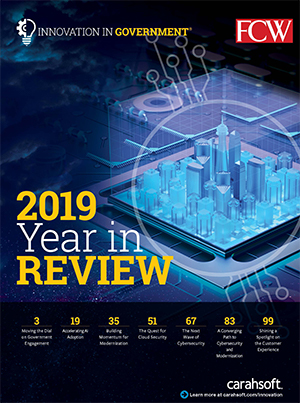 INNOVATION IN GOVERNMENT®
FCW
2019
Year in
REVIEW
3
Moving the Dial
on Government
Engagement
19
Accelerating AI
Adoption
35
Building
Momentum for
Modernization
51
The Quest for
Cloud Security
67
The Next
Wave of
Cybersecurity
83
A Converging
Path to
Cybersecurity
and
Modernization
99
Shining a
Spotlight on
the Customer
Experience
carahsoft
Learn more at carahsoft.com/innovation